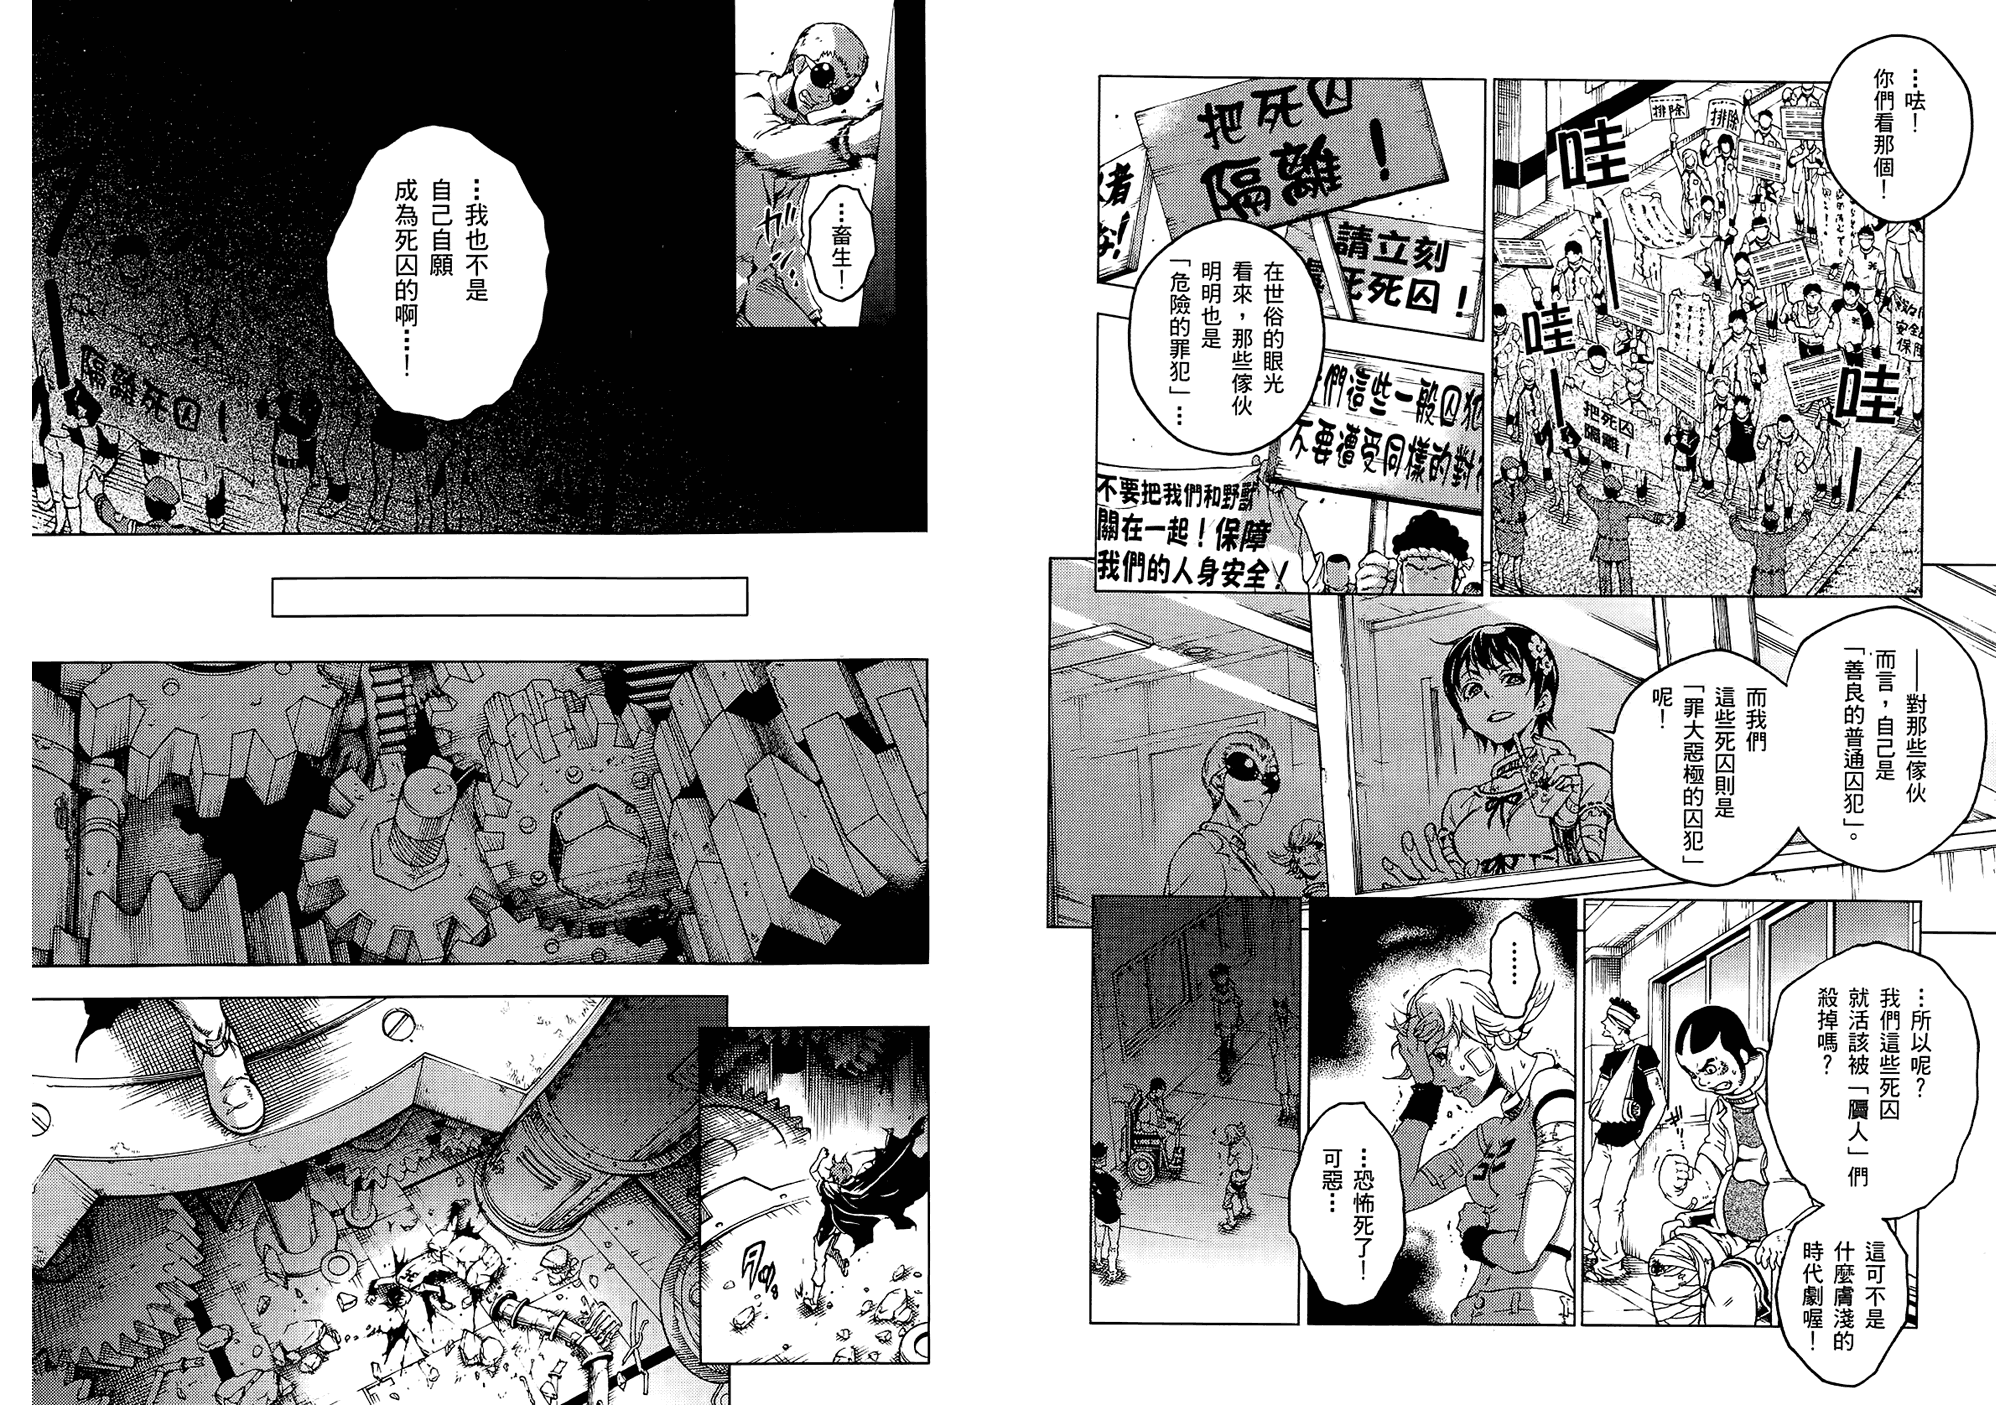 …呿！
你們看那個！
排除
排除
哇
哇
哇
安全
保障
把死囚
隔離！
把死囚
隔離！
請立刻
處死死囚！
在世俗的眼光
看來，那些傢伙
明明也是
「危險的罪犯」…
我們這些一般囚犯
不要遭受同樣的對
不要把我們和野獸
關在一起！保障
我們的人身安全！
——對那些傢伙
而言，自己是
「善良的普通囚犯」。
而我們
這些死囚則是
「罪大惡極的囚犯」
呢！
…所以呢？
我們這些死囚
就活該被「贗人」們
殺掉嗎？
這可不是
什麼膚淺的
時代劇喔！
……
…恐怖死了！
可惡…
ガッ
…畜生！
…我也不是
自己自願
成為死囚的啊……！
隔離死囚！